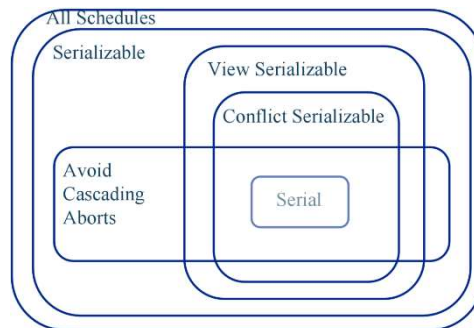 All Schedules
Serializable
View Serializable
Conflict Serializable
Avoid
Cascading
Aborts
Serial